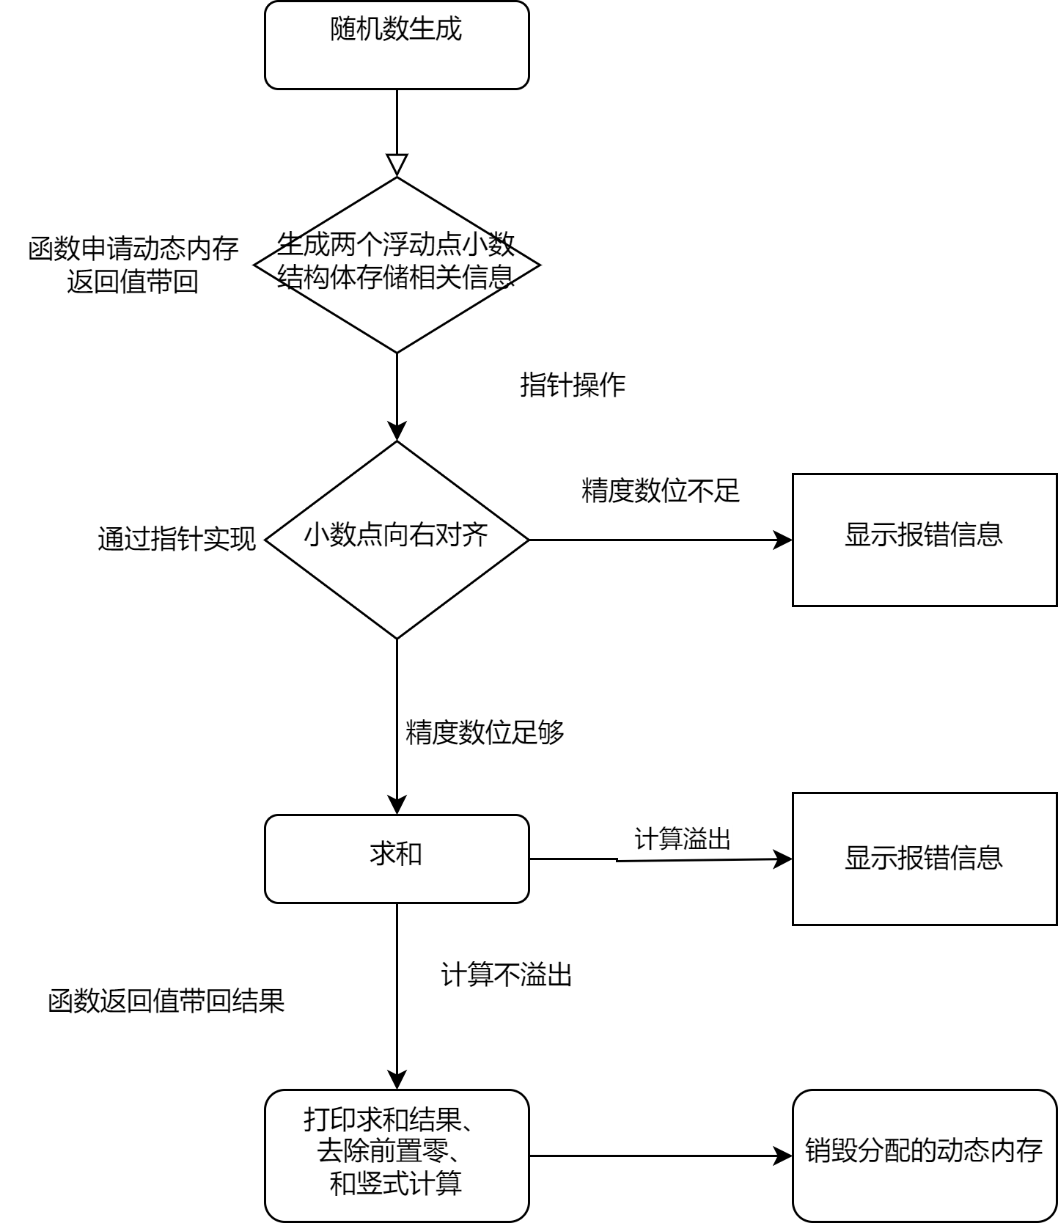 随机数生成
函数申请动态内存
返回值带回
生成两个浮动点小数
结构体存储相关信息
指针操作
精度数位不足
通过指针实现
小数点向右对齐
显示报错信息
精度数位足够
求和
计算溢出
显示报错信息
计算不溢出
函数返回值带回结果
打印求和结果、
去除前置零、
和竖式计算
销毁分配的动态内存